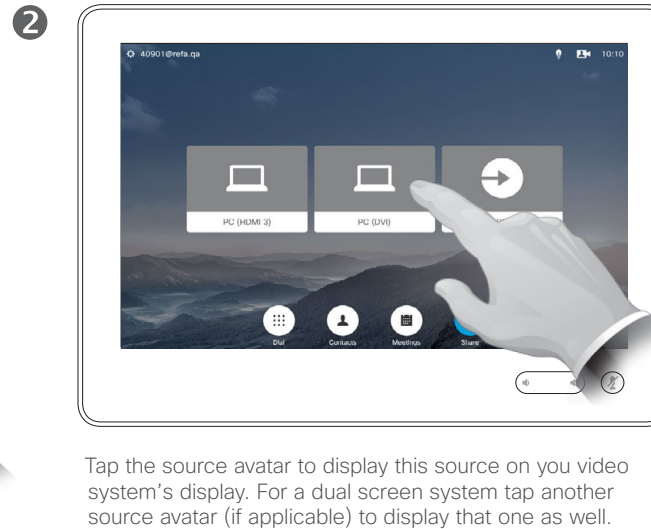 2
40901@refa.qa
10:10
PC (HDMI 3)
PC (DVI)
Dial
Contacts
Meetings
Share
Tap the source avatar to display this source on you video
system’s display. For a dual screen system tap another
source avatar (if applicable) to display that one as well.